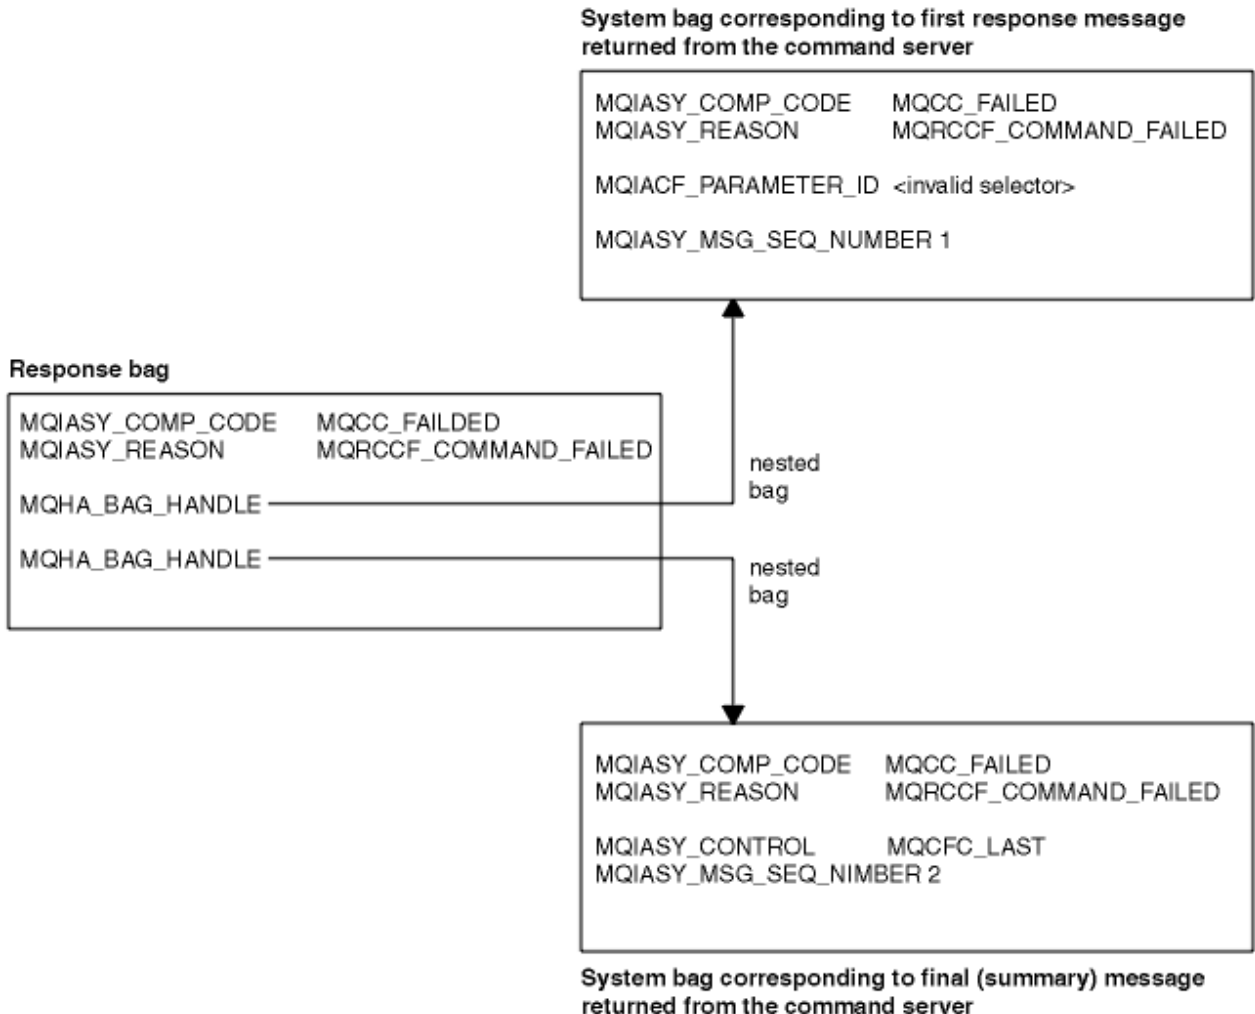 System bag corresponding to first response message
returned from the command server
MQIASY_COMP_CODE MQCC_FAILED
MQIASY_REASON MQRCCF_COMMAND_FAILED
MQIACF_PARAMETER_ID <invalid selector>
MQIASY_MSG_SEQ_NUMBER 1
Response bag
MQIASY_COMP_CODE MQCC_FAILDED
MQIASY_REASON MQRCCF_COMMAND_FAILED
MQHA_BAG_HANDLE
nested
bag
MQHA_BAG_HANDLE
nested
bag
MQIASY_COMP_CODE MQCC_FAILED
MQIASY_REASON MQRCCF_COMMAND_FAILED
MQIASY_CONTROL MQCFC_LAST
MQIASY_MSG_SEQ_NIMBER 2
System bag corresponding to final (summary) message
returned from the command server